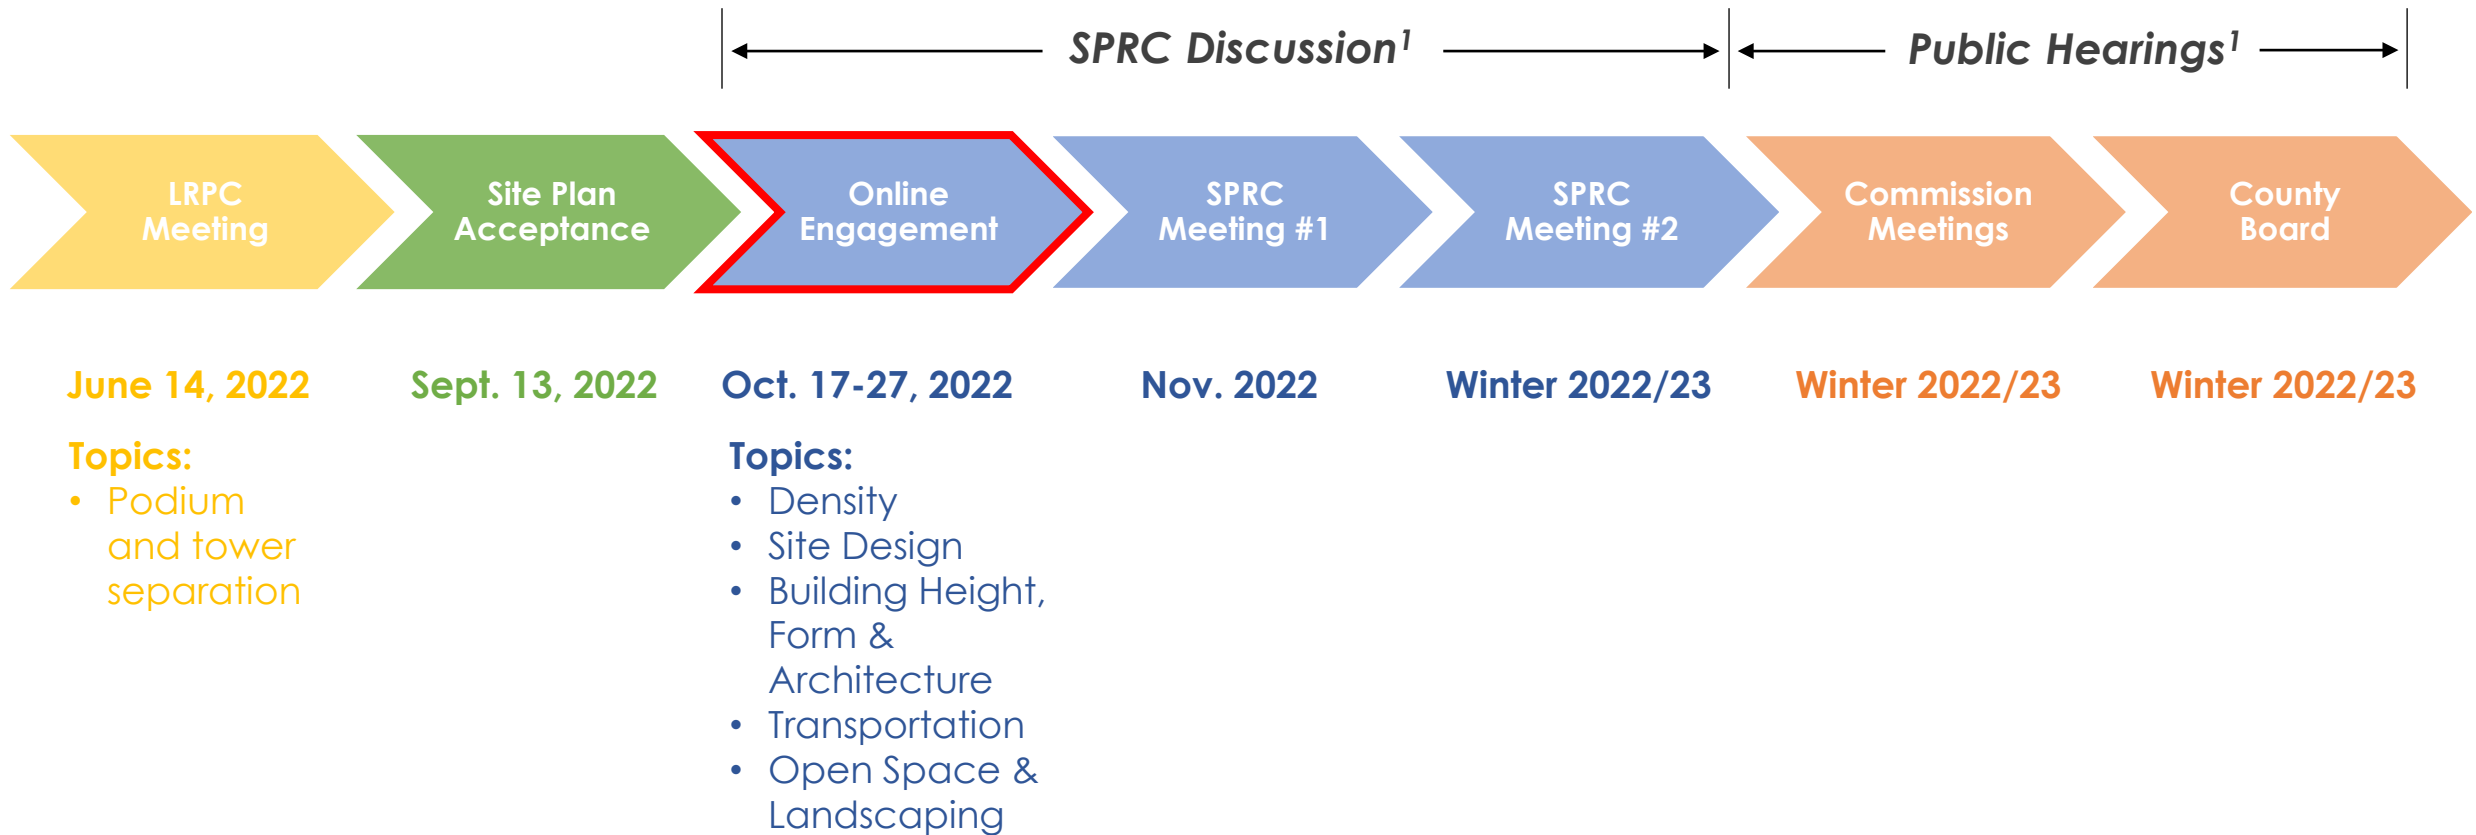 SPRC Discussion¹
Public Hearings¹
LRPC
Meeting
Site Plan
Acceptance
Online
Engagement
SPRC
Meeting #1
SPRC
Meeting #2
Commission
Meetings
County
Board
June 14, 2022
Sept. 13, 2022
Oct. 17-27, 2022
Nov. 2022
Winter 2022/23
Winter 2022/23
Winter 2022/23
Topics:
• Podium
and tower
separation
Topics:
• Density
• Site Design
• Building Height,
Form &
Architecture
• Transportation
• Open Space &
Landscaping